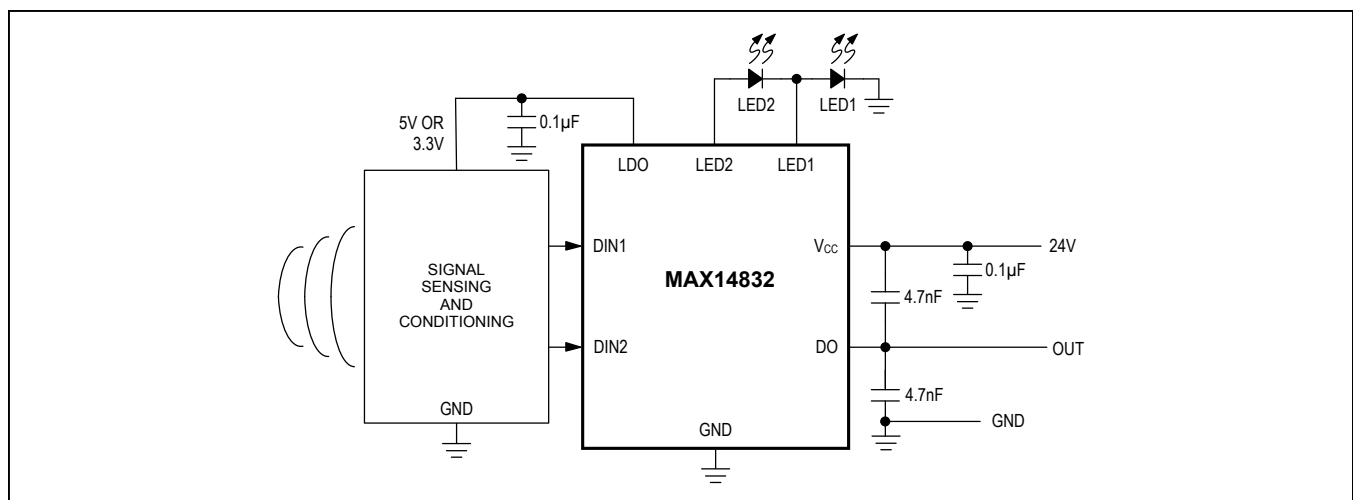 LED2
LED1
5V OR
3.3V
0.1µF
LDO
LED2
LED1
DIN1
VCC
24V
SIGNAL
SENSING
AND
CONDITIONING
MAX14832
0.1µF
4.7nF
DIN2
DO
OUT
4.7nF
GND
GND
GND